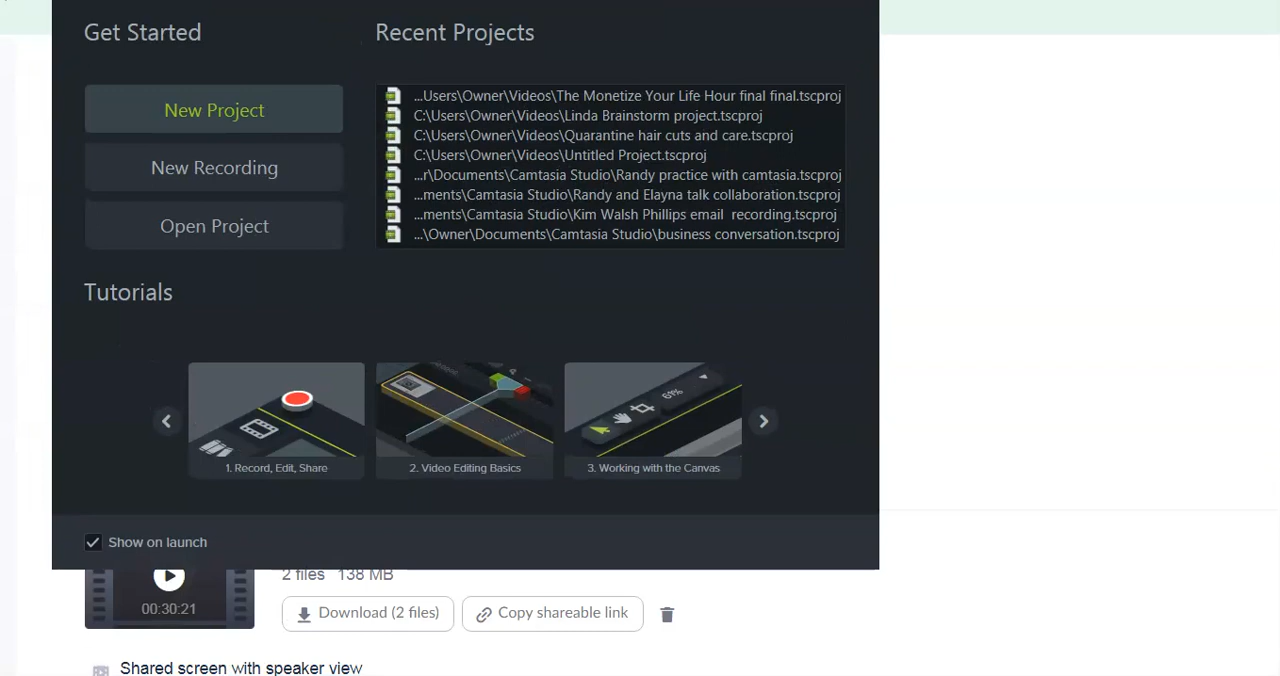 Get Started
Recent Projects
New Project
New Recording
Open Project
...Users\Owner\Videos\The Monetize Your Life Hour final final.tscproj
C:\Users\Owner\Videos\Linda Brainstorm project.tscproj
C:\Users\Owner\Videos\Quarantine hair cuts and care.tscproj
C:\Users\Owner\Videos\Untitled Project.tscproj
...r\Documents\Camtasia Studio\Randy practice with camtasia.tscproj
...ments\Camtasia Studio\Randy and Elayna talk collaboration.tscproj
...ments\Camtasia Studio\Kim Walsh Phillips email  recording.tscproj
...\Owner\Documents\Camtasia Studio\business conversation.tscproj
Tutorials
61%
1. Record, Edit, Share
2. Video Editing Basics
3. Working with the Canvas
Show on launch
2 files 138 MB
00:30:21
Download (2 files)
Copy shareable link
Shared screen with speaker view